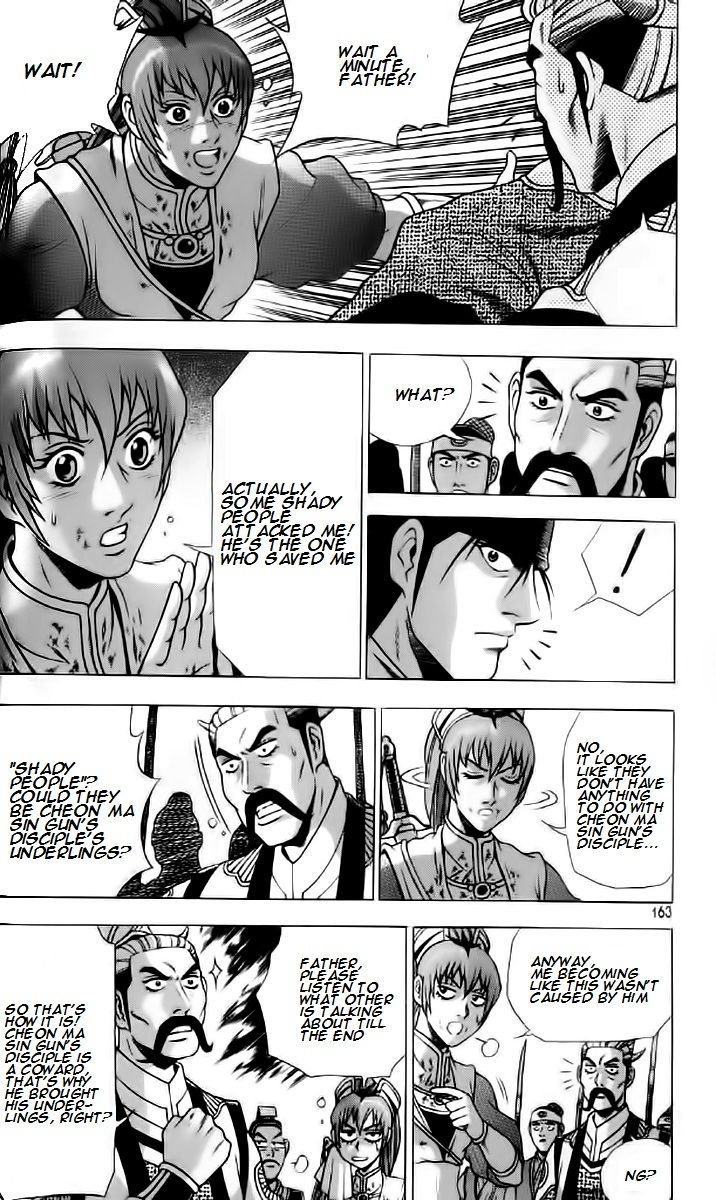 WAIT!
WAIT A
MINUTE,
FATHER!
WHAT?
ACTUALLY,
SOME SHADY
PEOPLE
ATTACKED ME!
HE'S THE ONE
WHO SAVED ME
!
"SHADY
PEOPLE"?
COULD THEY
BE CHEON MA
SIN GUN'S
DISCIPLE'S
UNDERLINGS?
NO,
IT LOOKS
LIKE THEY
DON'T HAVE
ANYTHING
TO DO WITH
CHEON MA
SIN GUN'S
DISCIPLE...
163
SO THAT'S
HOW IT IS!
CHEON MA
SIN GUN'S
DISCIPLE IS
A COWARD,
THAT'S WHY
HE BROUGHT
HIS UNDER-
LINGS, RIGHT?
FATHER,
PLEASE
LISTEN TO
WHAT OTHER
IS TALKING
ABOUT TILL
THE END
ANYWAY,
ME BECOMING
LIKE THIS WASN'T
CAUSED BY HIM
NG?